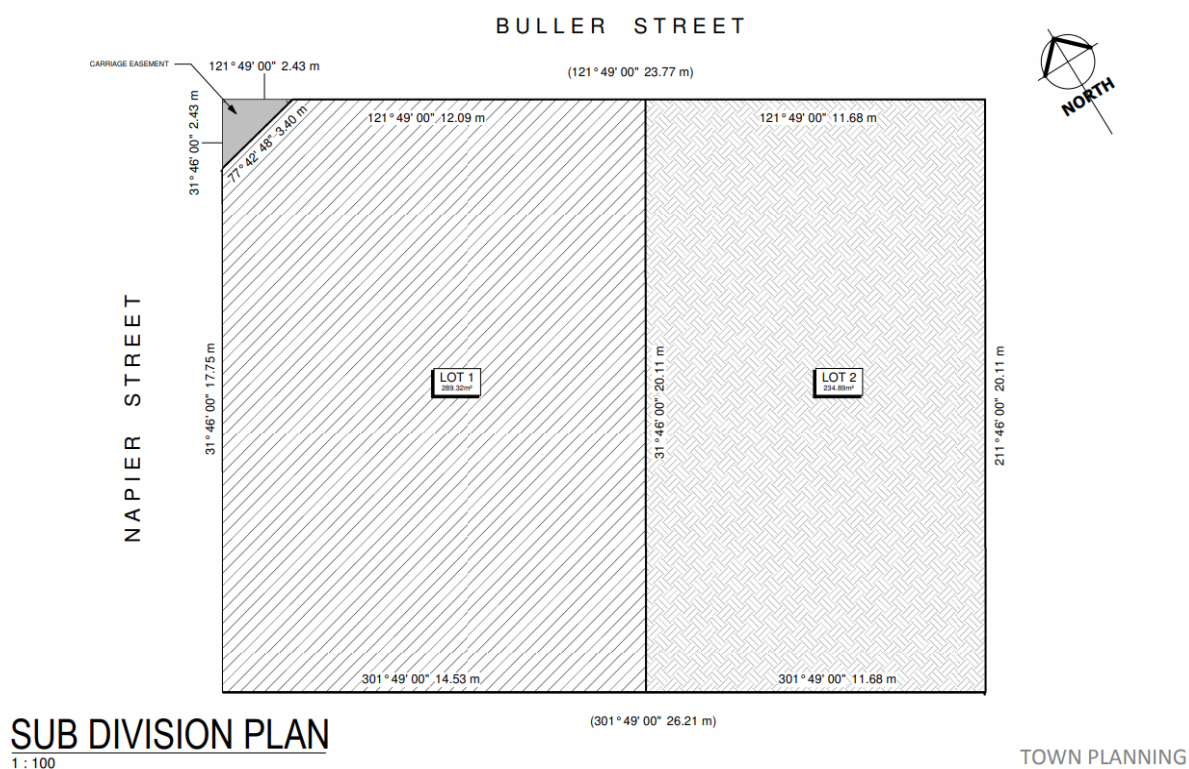 BULLER STREET
CARRIAGE EASEMENT
121° 49' 00" 2.43 m
(121° 49' 00" 23.77 m)
NORTH
31° 46' 00" 2.43 m
77° 42' 48" 3.40 m
121° 49' 00" 12.09 m
121° 49' 00" 11.68 m
NAPIER STREET
31° 46' 00" 17.75 m
LOT 1
289.32m²
31° 46' 00" 20.11 m
LOT 2
234.89m²
211° 46' 00" 20.11 m
301° 49' 00" 14.53 m
301° 49' 00" 11.68 m
(301° 49' 00" 26.21 m)
SUB DIVISION PLAN
1 : 100
TOWN PLANNING